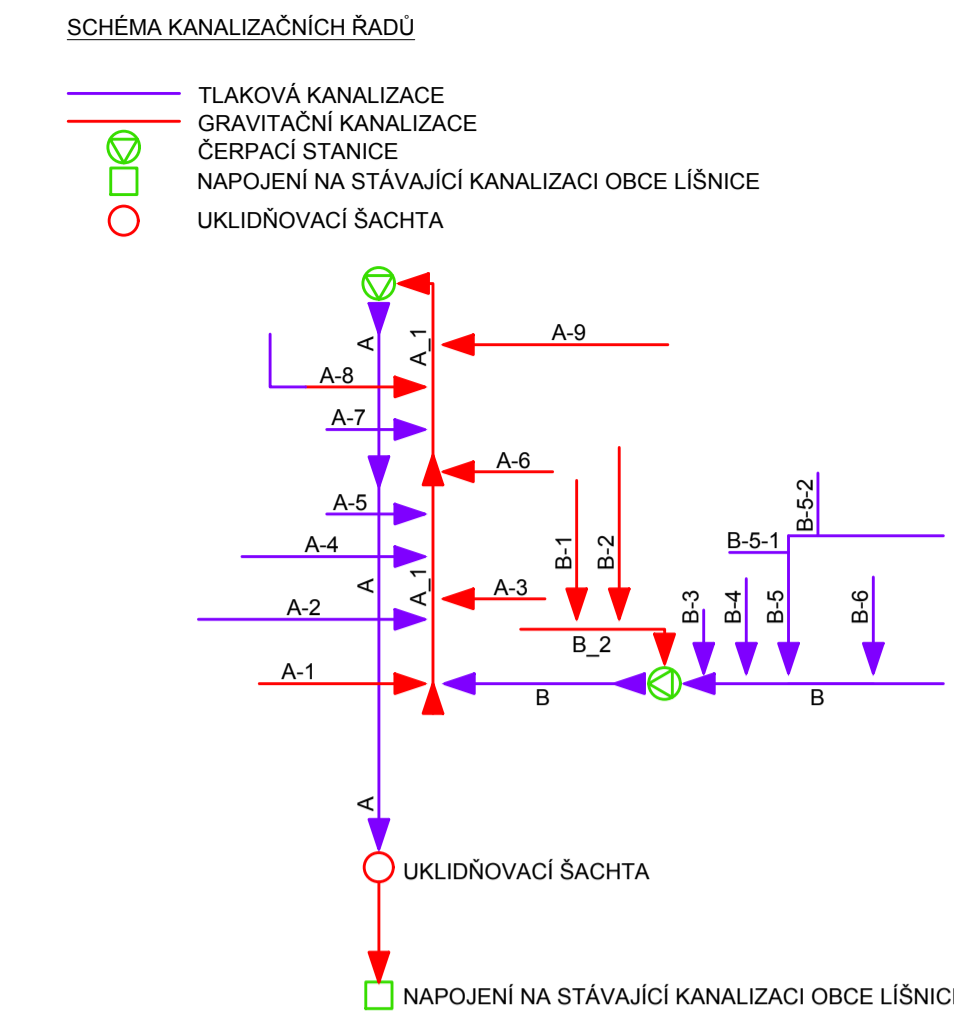 SCHÉMA KANALIZAČNÍCH ŘADŮ
TLAKOVÁ KANALIZACE
GRAVITAČNÍ KANALIZACE
ČERPACÍ STANICE
NAPOJENÍ NA STÁVAJÍCÍ KANALIZACI OBCE LÍŠNICE
UKLIDŇOVACÍ ŠACHTA
A
A_1
A-9
A-8
A-7
A-6
A-5
A-4
A
A_1
A-3
A-2
A-1
B-1
B-2
B_2
B-3
B-4
B-5
B-5-1
B-5-2
B-6
B
B
A
UKLIDŇOVACÍ ŠACHTA
NAPOJENÍ NA STÁVAJÍCÍ KANALIZACI OBCE LÍŠNICE